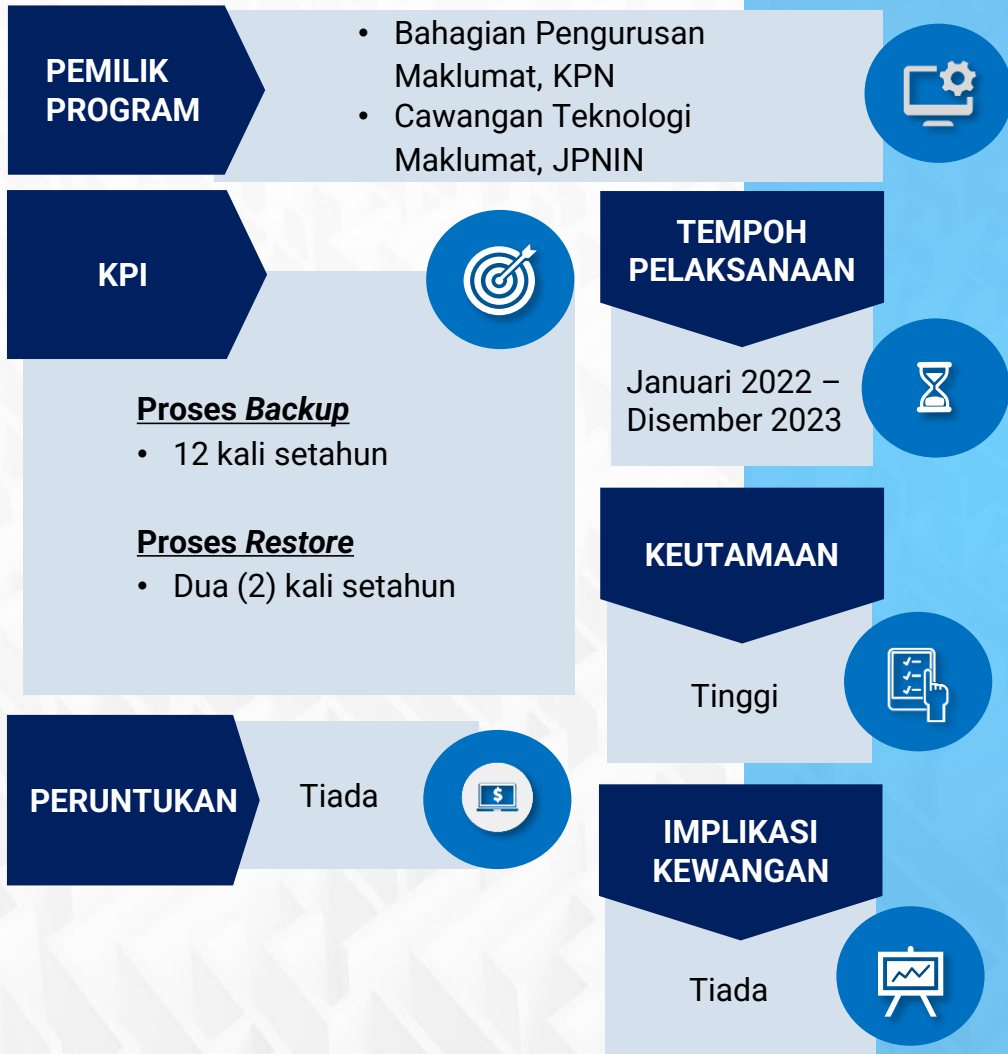 PEMILIK
PROGRAM
• Bahagian Pengurusan
Maklumat, KPN
• Cawangan Teknologi
Maklumat, JPNIN
KPI
Proses Backup
• 12 kali setahun
Proses Restore
• Dua (2) kali setahun
TEMPOH
PELAKSANAAN
Januari 2022 –
Disember 2023
KEUTAMAAN
Tinggi
PERUNTUKAN
Tiada
$
IMPLIKASI
KEWANGAN
Tiada